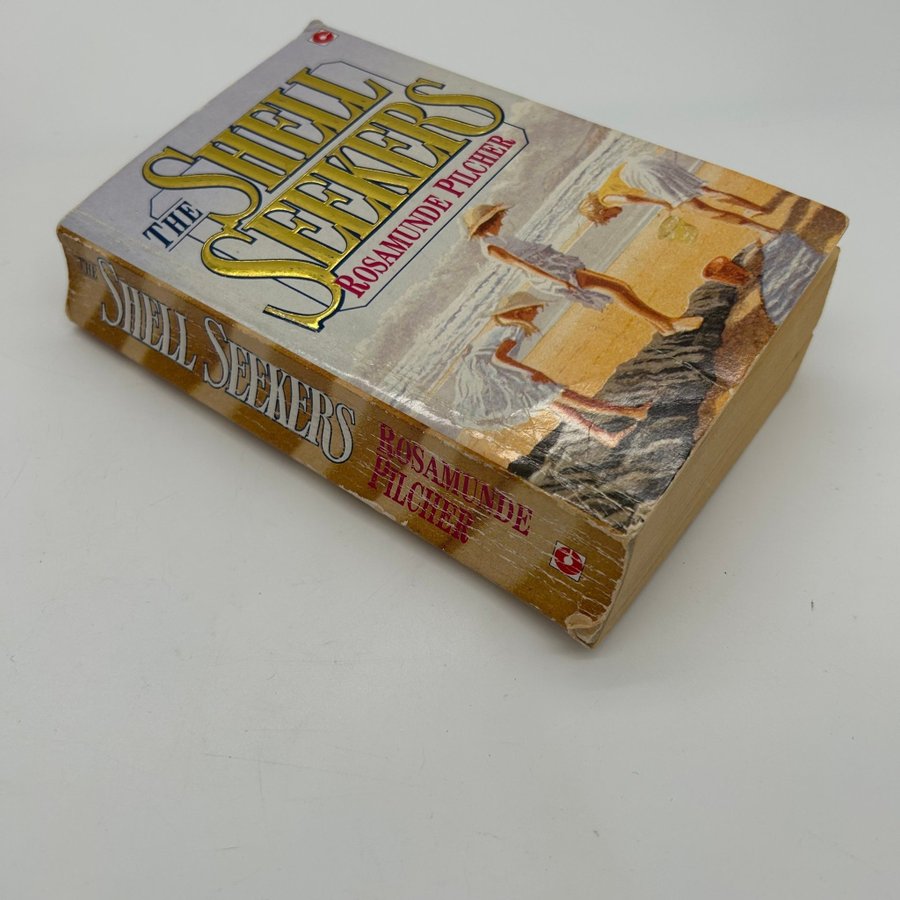 THE
SHELL
SEEKERS
ROSAMUNDE PILCHER
THE
SHELL SEEKERS
ROSAMUNDE
PILCHER